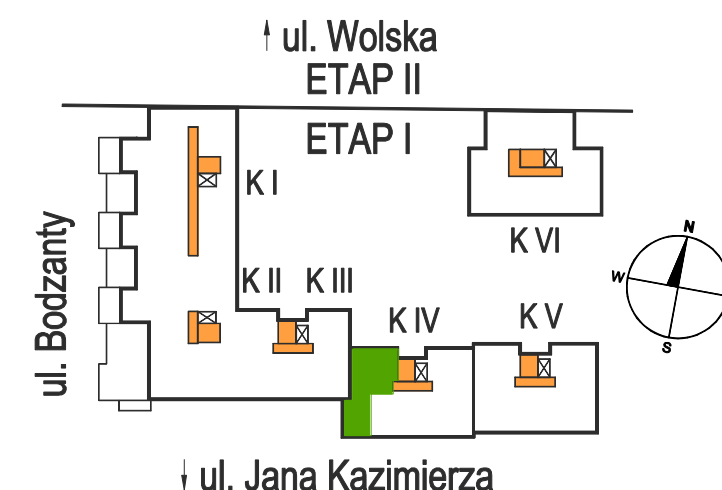 ↑ ul. Wolska
ETAP II
ETAP I
K I
K VI
ul. Bodzanty
K II K III
K IV
K V
N
W
S
↓ ul. Jana Kazimierza